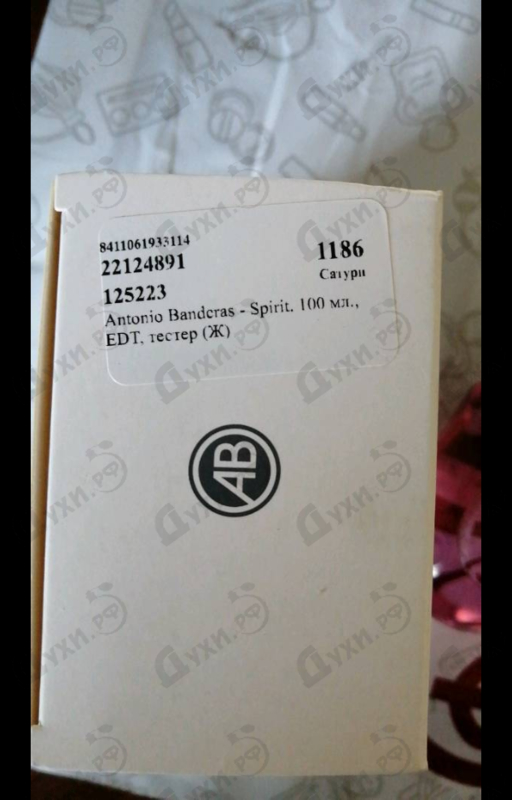 8411061933114
22124891
1186
Сатурн
125223
Antonio Banderas - Spirit. 100 мл.,
EDT, тестер (Ж)
AB
Духи.РФ